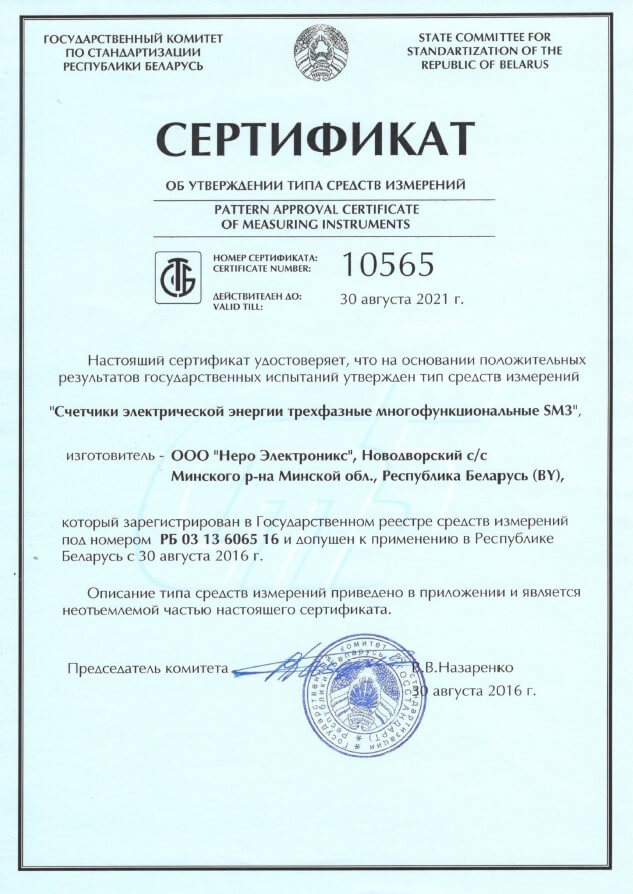 ГОСУДАРСТВЕННЫЙ КОМИТЕТ
ПО СТАНДАРТИЗАЦИИ
РЕСПУБЛИКИ БЕЛАРУСЬ
STATE COMMITTEE FOR
STANDARTIZATION OF THE
REPUBLIC OF BELARUS
СЕРТИФИКАТ
ОБ УТВЕРЖДЕНИИ ТИПА СРЕДСТВ ИЗМЕРЕНИЙ
PATTERN APPROVAL CERTIFICATE
OF MEASURING INSTRUMENTS
НОМЕР СЕРТИФИКАТА:
CERTIFICATE NUMBER:
10565
ДЕЙСТВИТЕЛЕН ДО:
VALID TILL:
30 августа 2021 г.
Настоящий сертификат удостоверяет, что на основании положительных
результатов государственных испытаний утвержден тип средств измерений
"Счетчики электрической энергии трехфазные многофункциональные SM3",
изготовитель - ООО "Неро Электроникс", Новодворский с/с
Минского р-на Минской обл., Республика Беларусь (BY),
который зарегистрирован в Государственном реестре средств измерений
под номером РБ 03 13 6065 16 и допущен к применению в Республике
Беларусь с 30 августа 2016 г.
Описание типа средств измерений приведено в приложении и является
неотъемлемой частью настоящего сертификата.
Председатель комитета В.В.Назаренко
30 августа 2016 г.